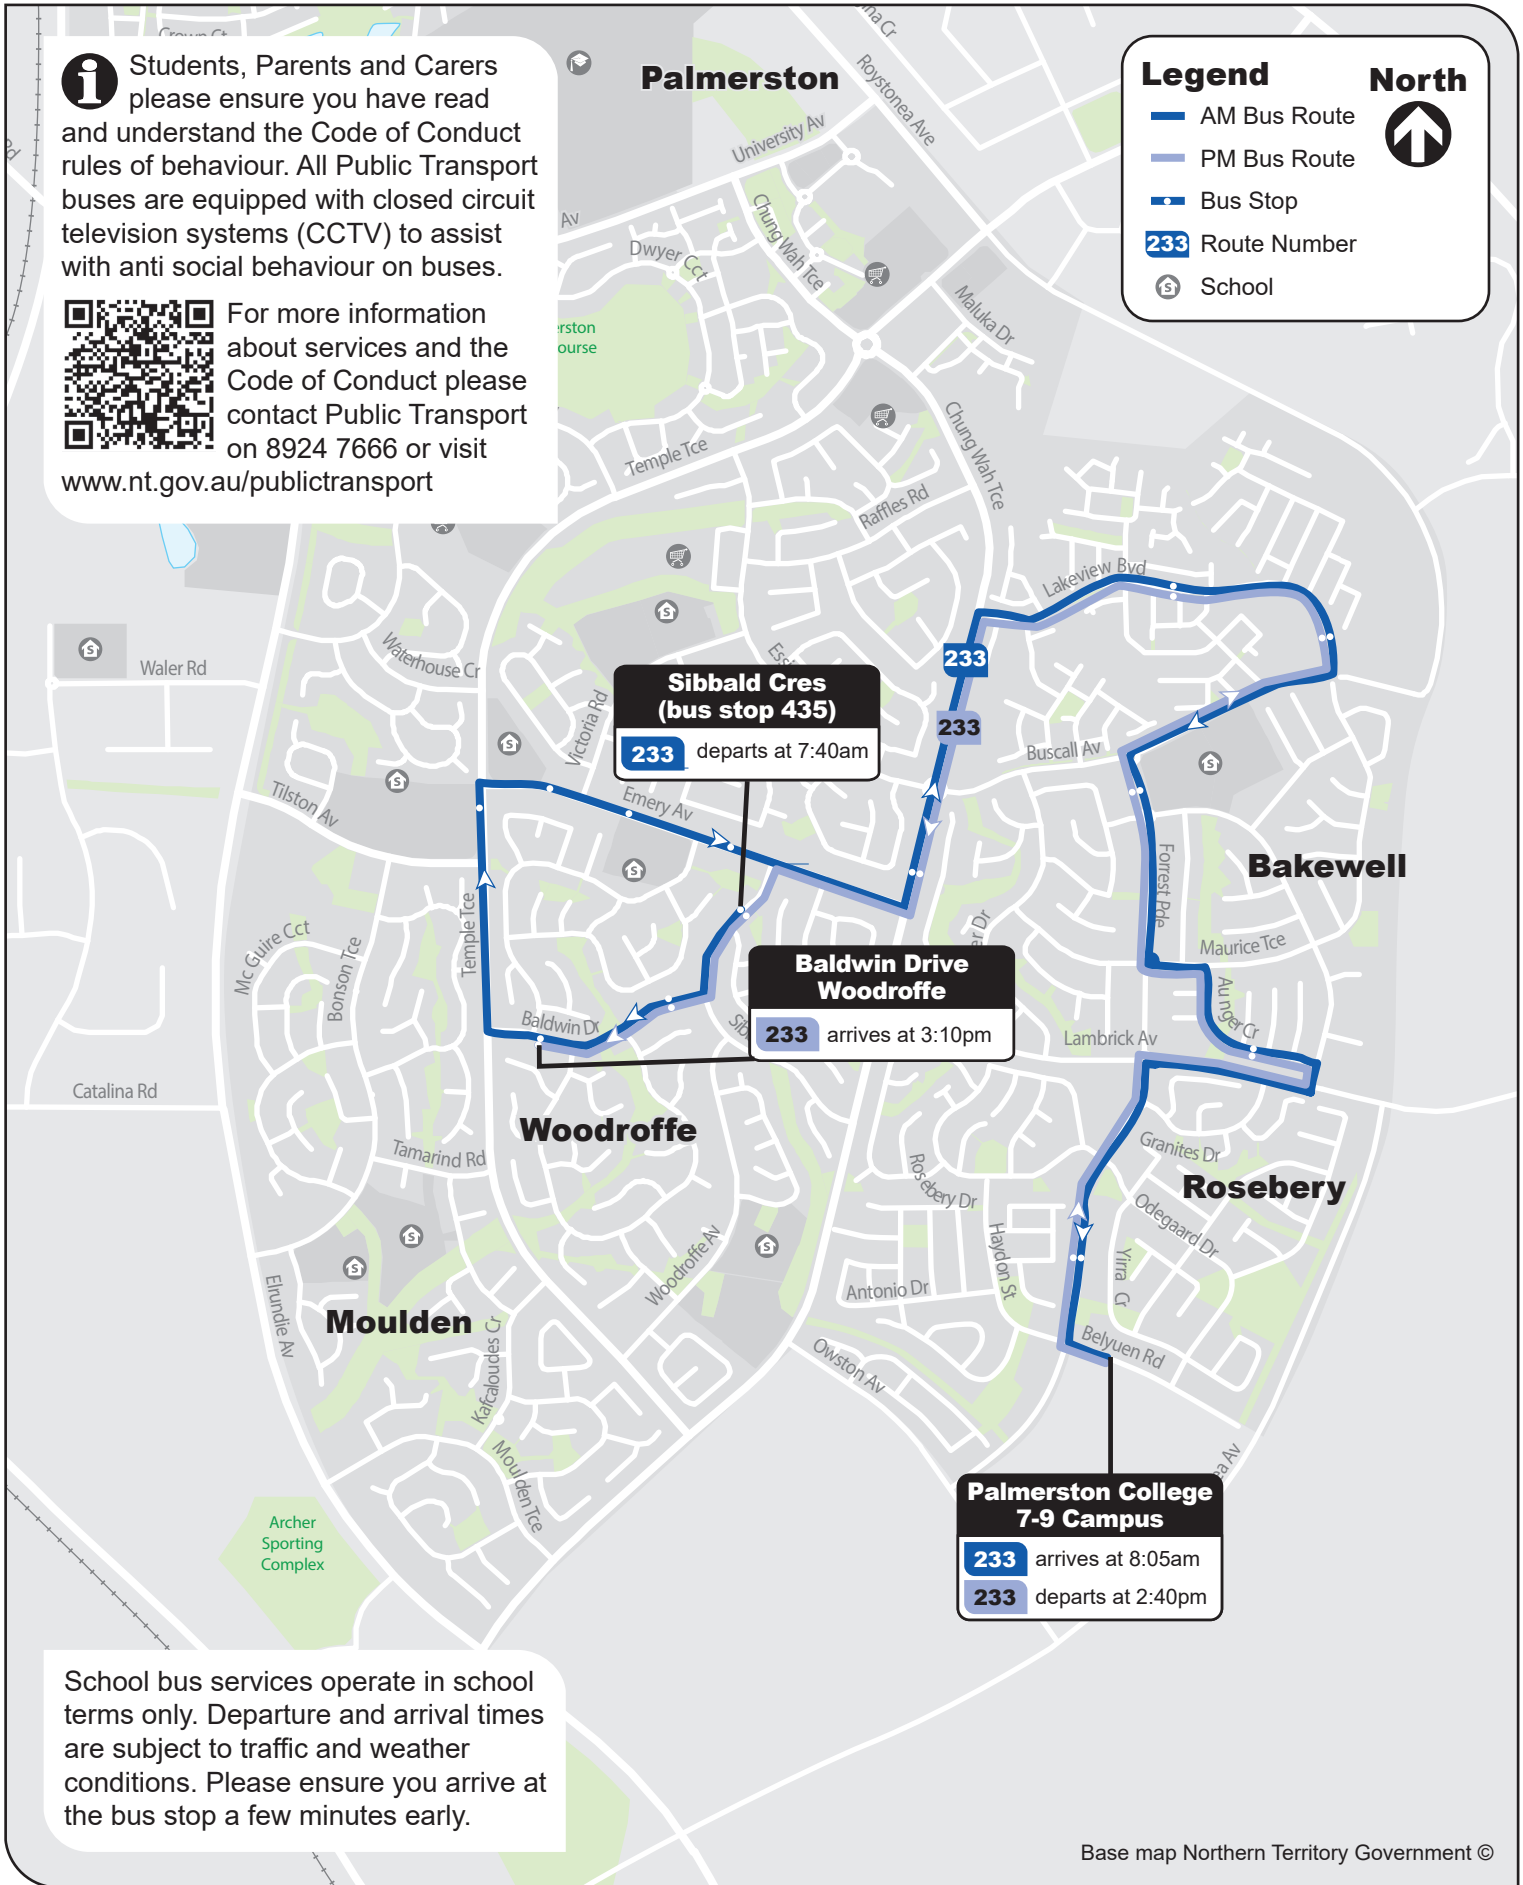 Students, Parents and Carers
please ensure you have read
and understand the Code of Conduct
rules of behaviour. All Public Transport
buses are equipped with closed circuit
television systems (CCTV) to assist
with anti social behaviour on buses.
For more information
about services and the
Code of Conduct please
contact Public Transport
on 8924 7666 or visit
www.nt.gov.au/publictransport
Legend
North
AM Bus Route
PM Bus Route
Bus Stop
233 Route Number
School
Palmerston
Crown Ct
Roystonea Ave
University Av
Av
Dwyer Cct
Chung Wah Tce
Maluka Dr
Temple Tce
Chung Wah Tce
Raffles Rd
Lakeview Bvd
Waterhouse Cr
Waler Rd
Victoria Rd
233
233
Sibbald Cres
(bus stop 435)
233 departs at 7:40am
Buscall Av
Tilston Av
Emery Av
Bakewell
Forrest Pde
Maurice Tce
Mc Guire Cct
Bonson Tce
Temple Tce
Baldwin Drive
Woodroffe
233 arrives at 3:10pm
Aunger Cr
Baldwin Dr
Lambrick Av
Catalina Rd
Woodroffe
Tamarind Rd
Granites Dr
Rosebery
Rosebery Dr
Odegaard Dr
Haydon St
Yirra Cr
Woodroffe Av
Antonio Dr
Elrundie Av
Moulden
Kafcaloudes Cr
Belyuen Rd
Owston Av
Moulden Tce
Palmerston College
7-9 Campus
233 arrives at 8:05am
233 departs at 2:40pm
Archer
Sporting
Complex
School bus services operate in school
terms only. Departure and arrival times
are subject to traffic and weather
conditions. Please ensure you arrive at
the bus stop a few minutes early.
Base map Northern Territory Government ©